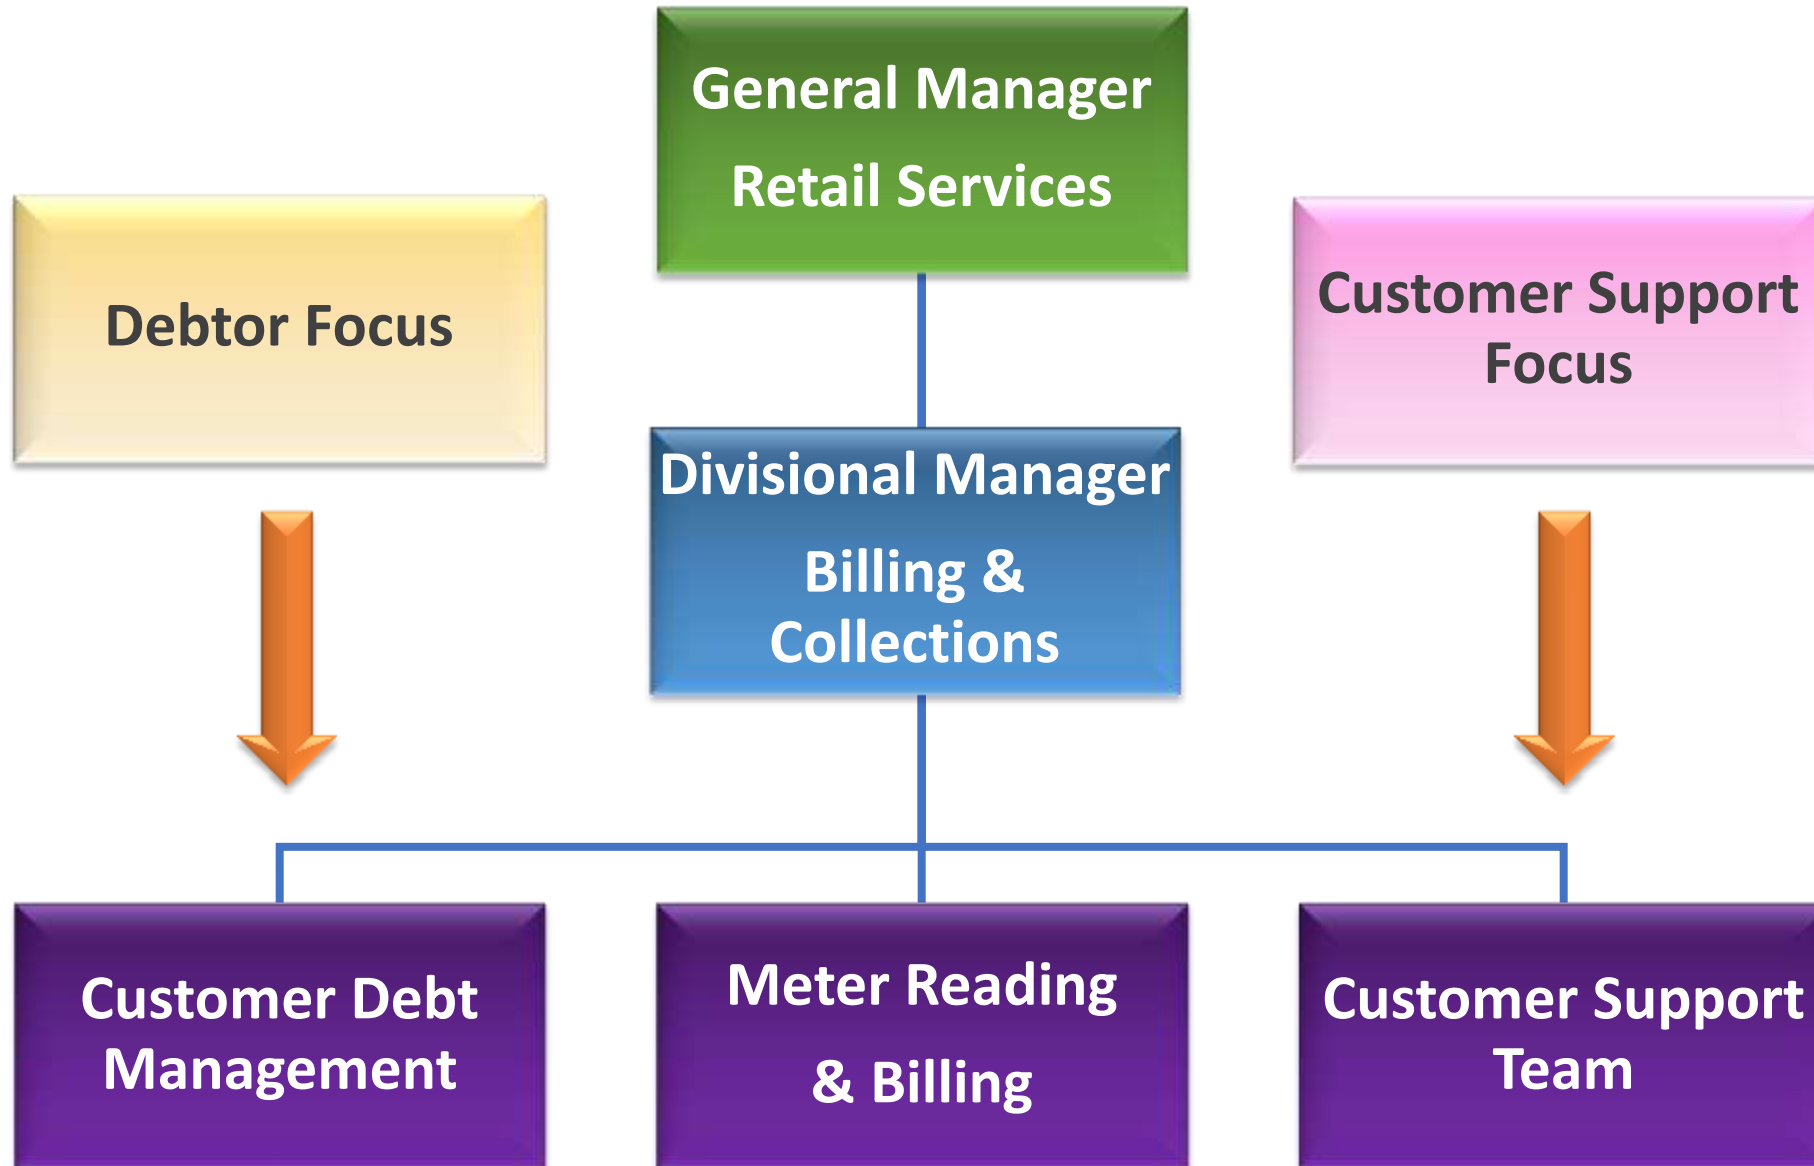 General Manager
Retail Services
Debtor Focus
Customer Support
Focus
Divisional Manager
Billing &
Collections
Customer Debt
Management
Meter Reading
& Billing
Customer Support
Team